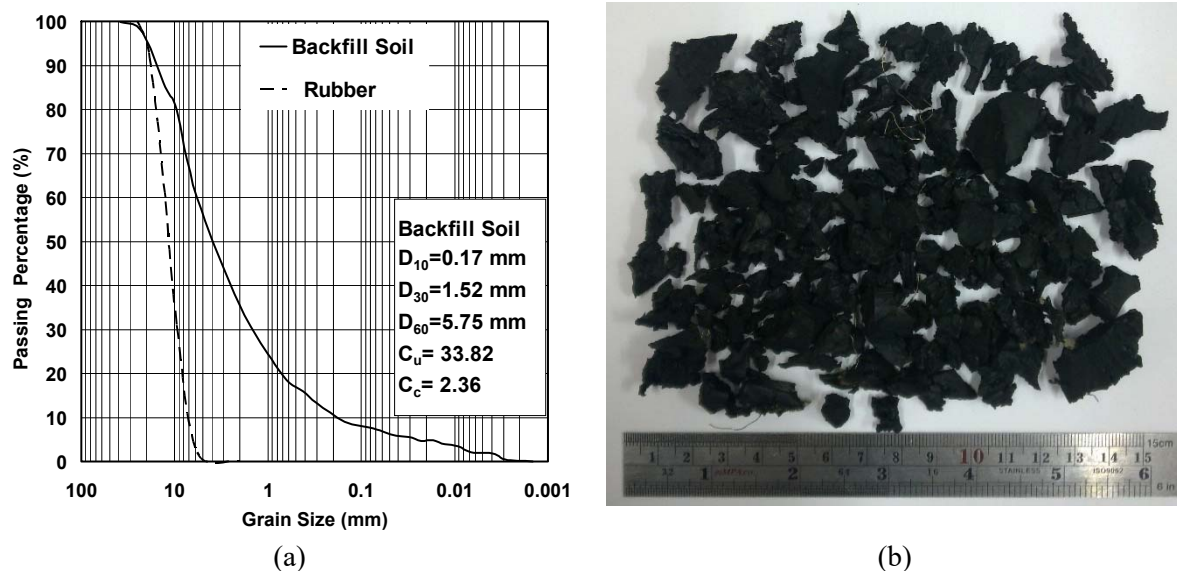 100
90
80
70
60
50
40
30
20
10
0
Passing Percentage (%)
Backfill Soil
Rubber
Backfill Soil
D₁₀=0.17 mm
D₃₀=1.52 mm
D₆₀=5.75 mm
Cᵤ= 33.82
C꜀= 2.36
100 10 1 0.1 0.01 0.001
Grain Size (mm)
(a)
15cm
1 2 3 4 5 6 7 8 9 10 11 12 13 14 15
1 2 3 4 5 6
STAINLESS
6 in
(b)